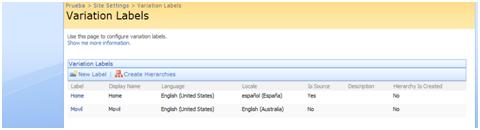 Prueba > Site Settings > Variation Labels
Variation Labels
Use this page to configure variation labels.
Show me more information.
Variation Labels
New Label | Create Hierarchies
Label Display Name Language Locale Is Source Description Hierarchy Is Created
Home Home English (United States) español (España) Yes No
Movil Movil English (United States) English (Australia) No No